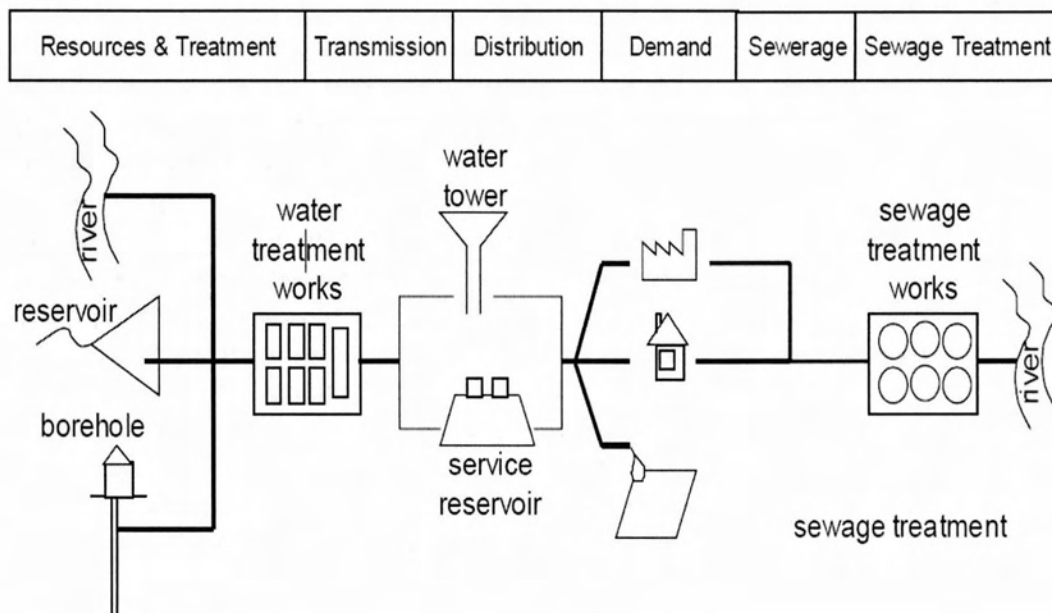 Resources & Treatment
Transmission
Distribution
Demand
Sewerage
Sewage Treatment
river
reservoir
borehole
water
treatment
works
water
tower
service
reservoir
sewage
treatment
works
river
sewage treatment